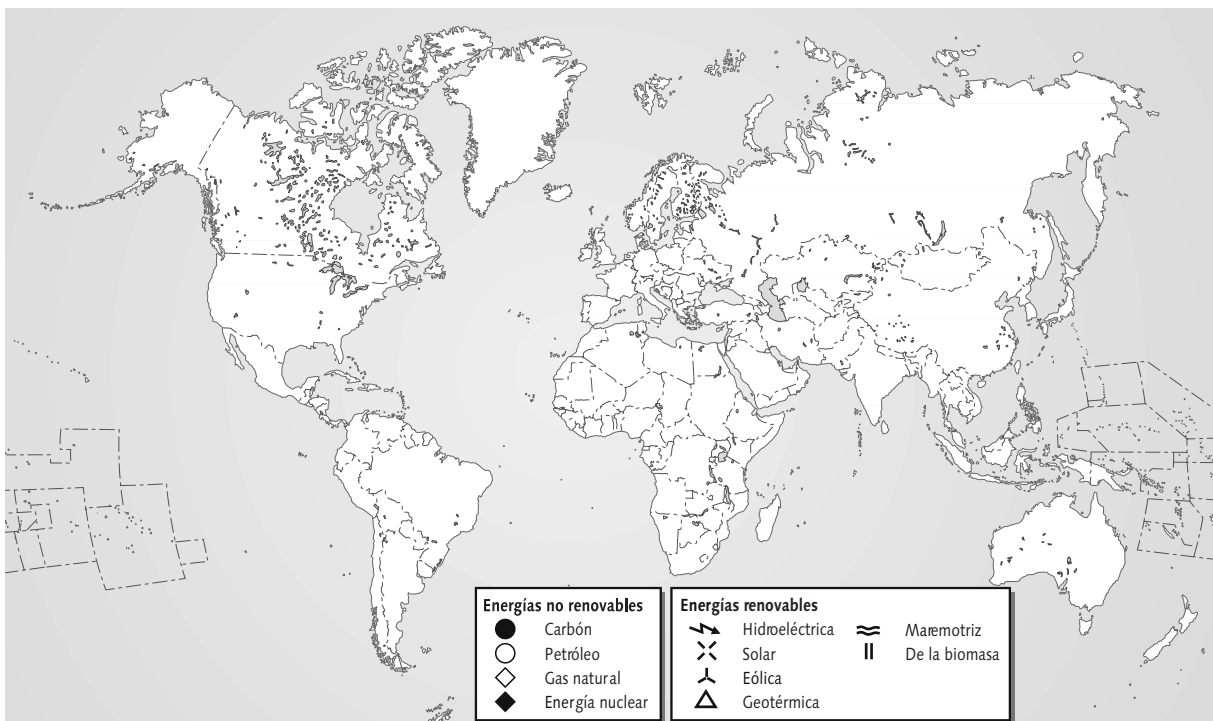 Energías no renovables
Carbón
Petróleo
Gas natural
Energía nuclear
Energías renovables
Hidroeléctrica
Solar
Eólica
Geotérmica
Maremotriz
De la biomasa